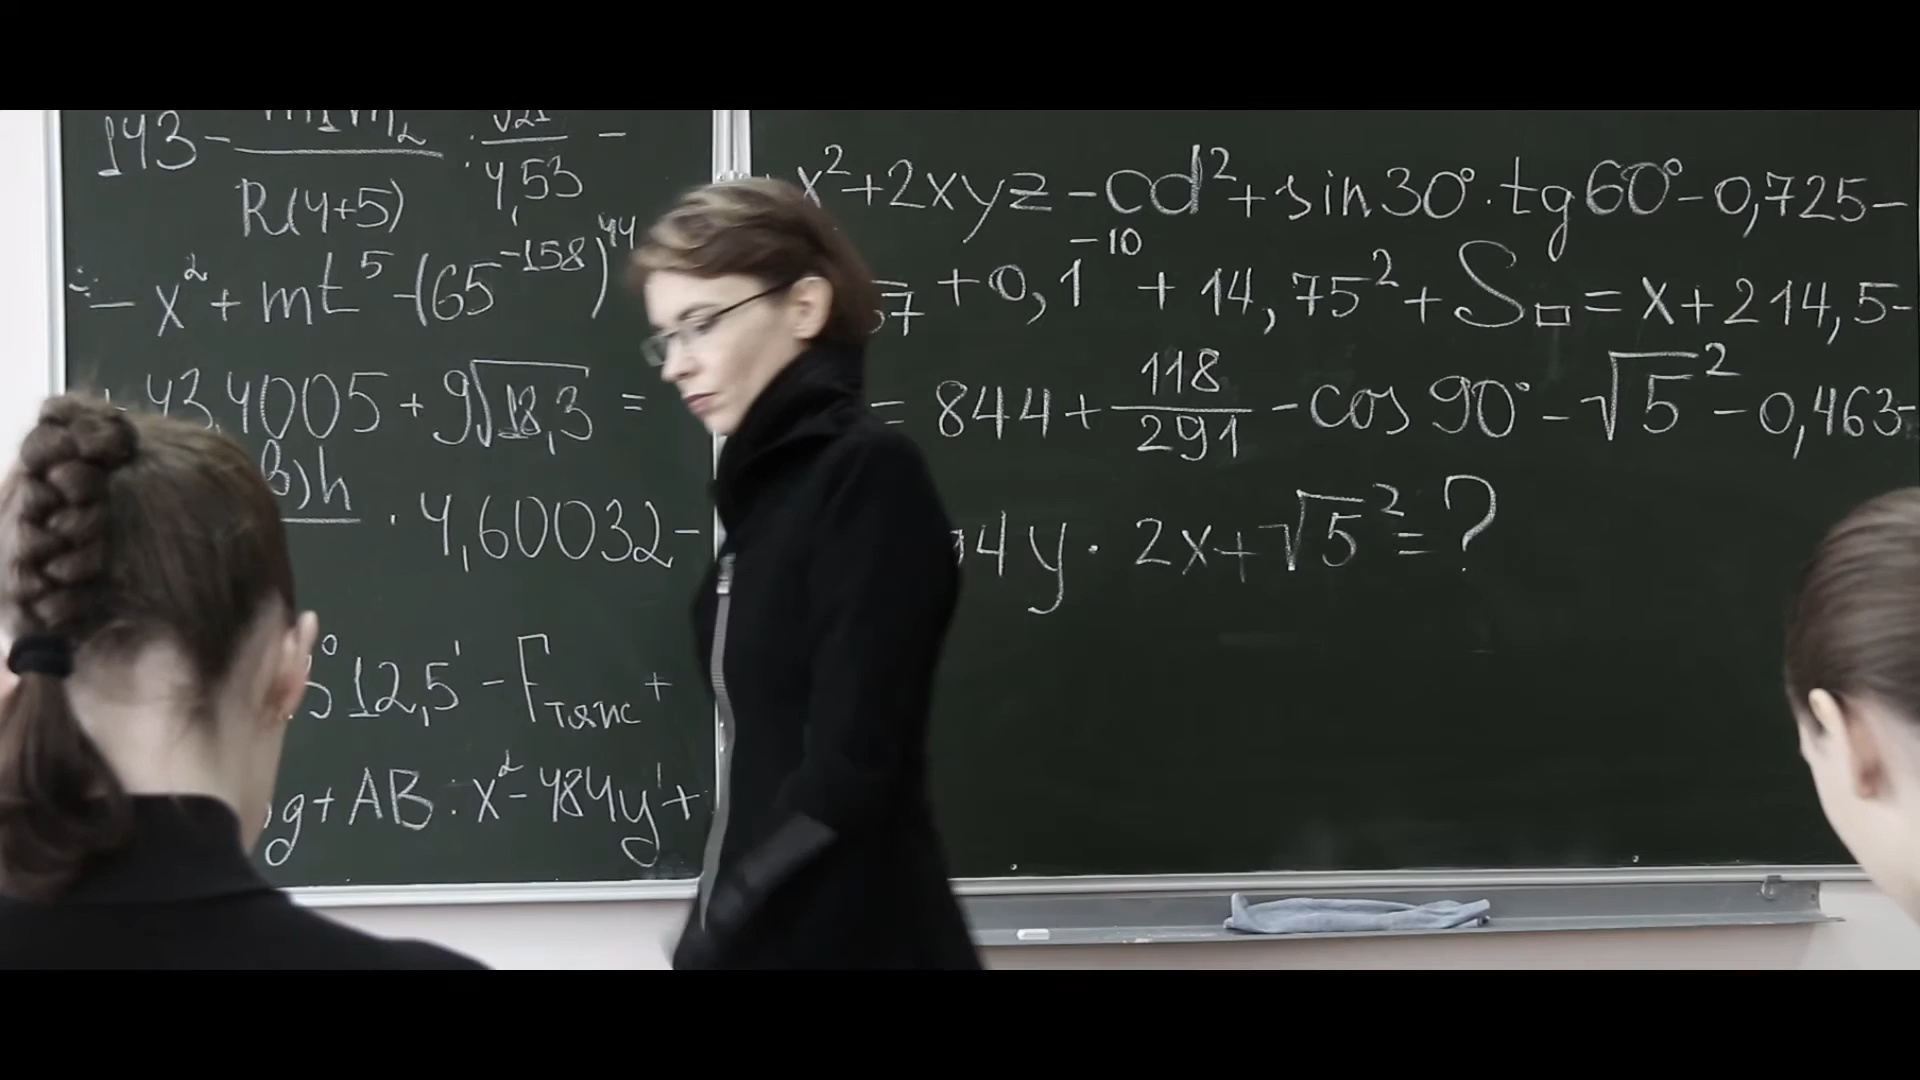 143 - m₁m₂ / R(4+5) : √21 / 4,53 -
- x² + mt⁵ - (65⁻¹⁵⁸)⁴⁴
43,4005 + 9√18,3 =
в)h · 4,60032 -
° 12,5' - Fтяж +
g + AB : x² - 484y' +
x² + 2xyz - cd² + sin 30° · tg 60° - 0,725 -
7 + 0,1⁻¹⁰ + 14,75² + S□ = x + 214,5 -
= 844 + 118/291 - cos 90° - √5² - 0,463 -
4y · 2x + √5² = ?